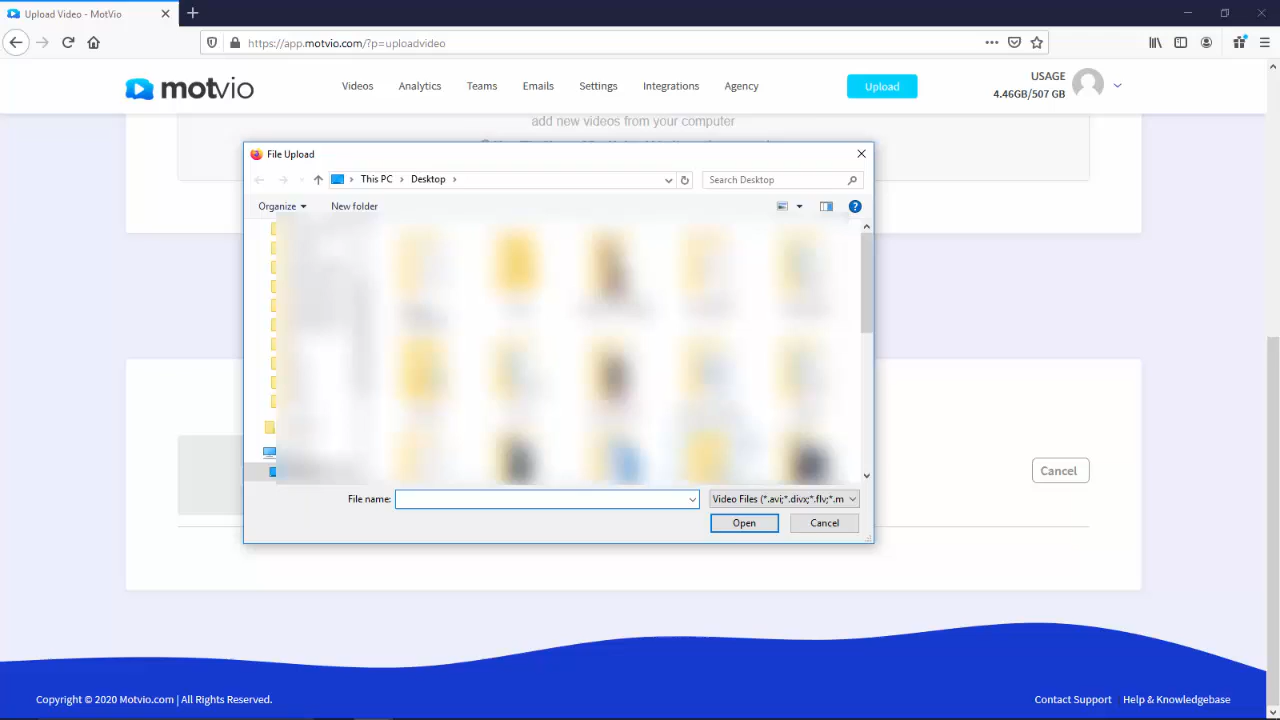 Upload Video - MotVio
https://app.motvio.com/?p=uploadvideo
motvio
Videos
Analytics
Teams
Emails
Settings
Integrations
Agency
Upload
USAGE
4.46GB/507 GB
add new videos from your computer
File Upload
This PC
Desktop
Search Desktop
Organize
New folder
File name:
Video Files (*.avi;*.divx;*.flv;*.m
Open
Cancel
Cancel
Copyright © 2020 Motvio.com | All Rights Reserved.
Contact Support
Help & Knowledgebase